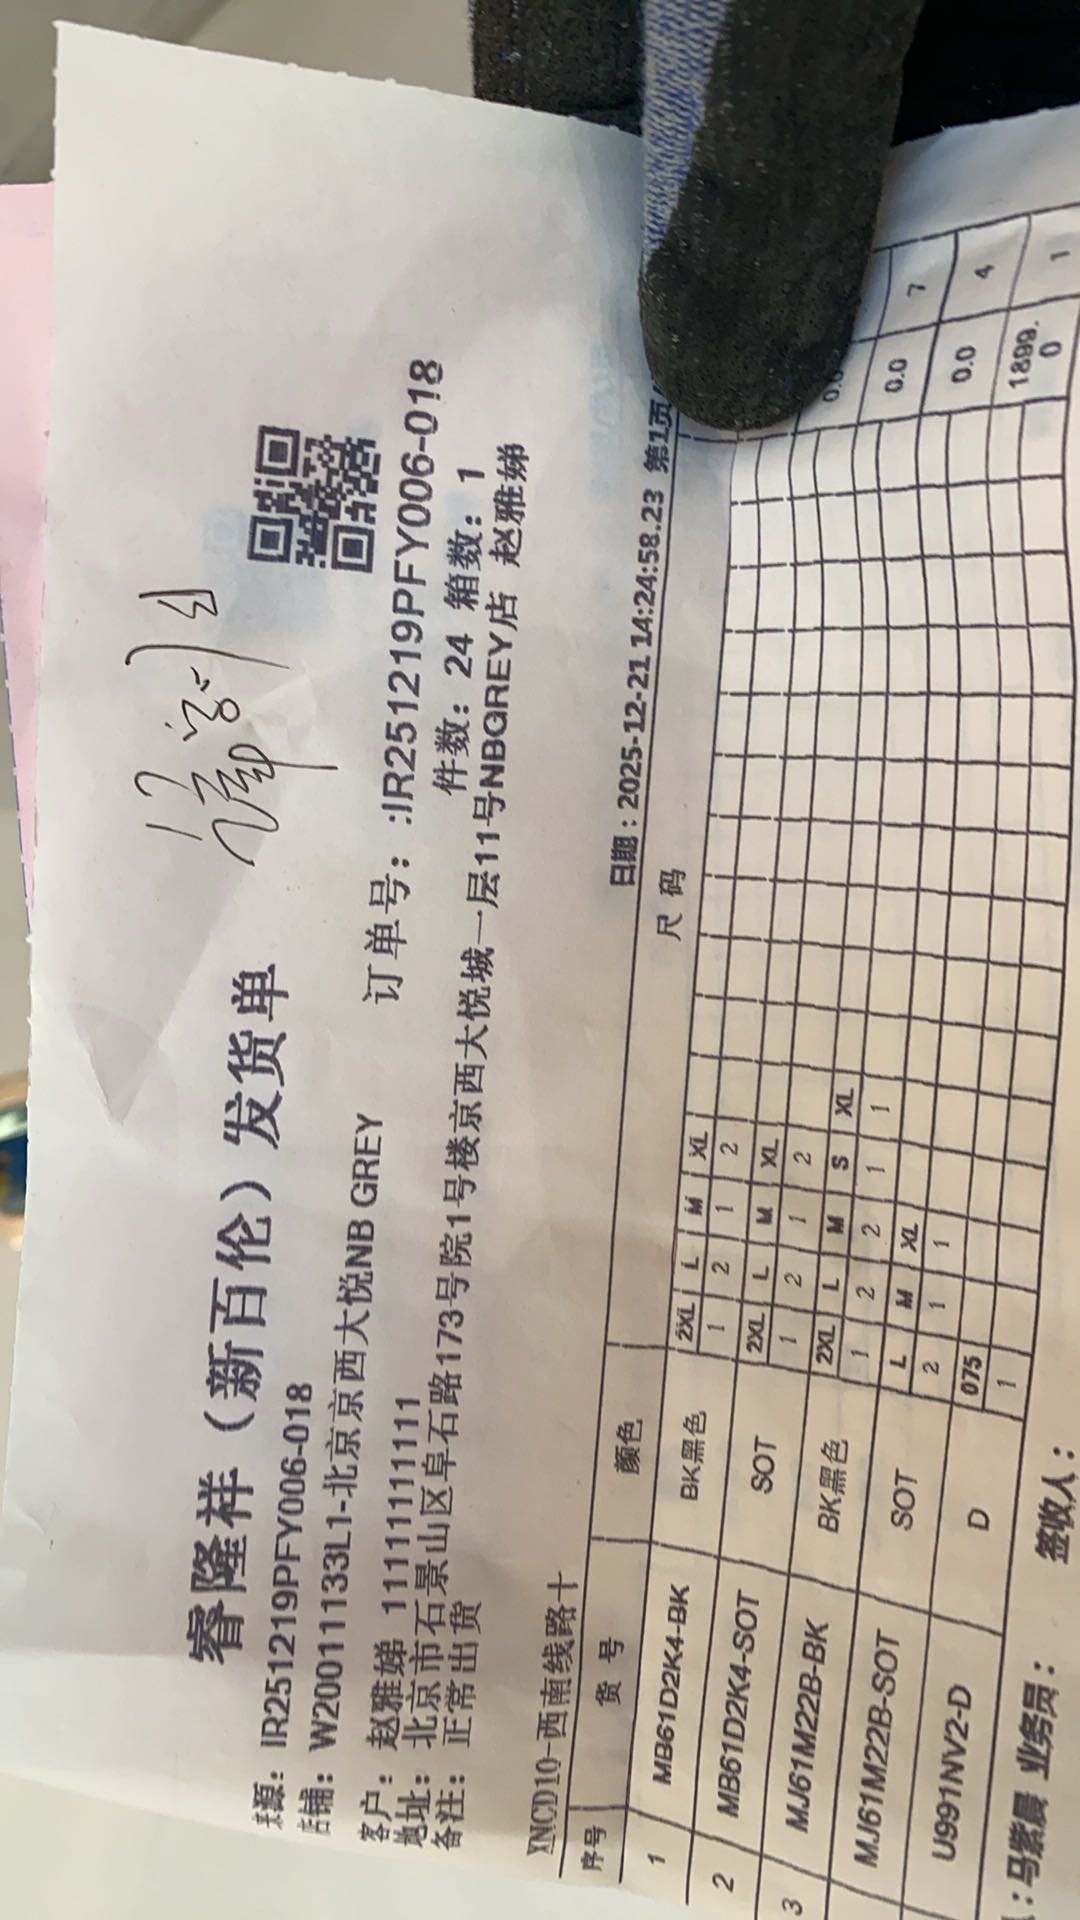 睿隆祥（新百伦）发货单
来源：IR251219PFY006-018
店铺：W20011133L1-北京京西大悦NB GREY 订单号：:IR251219PFY006-018
客户：赵雅娣 11111111111 件数：24 箱数：1
地址：北京市石景山区阜石路173号院1号楼京西大悦城一层11号NBGREY店 赵雅娣
备注：正常出货
XNCD10-西南线路十 日期：2025-12-21 14:24:58.23 第1页/
序号 货号 颜色 尺码
1 MB61D2K4-BK BK黑色 2XL L M XL
1 2 1 2
2 MB61D2K4-SOT SOT 2XL L M XL
1 2 1 2
3 MJ61M22B-BK BK黑色 2XL L M S XL 0.0 7
1 2 2 1 1
MJ61M22B-SOT SOT L M XL 0.0 4
2 1 1
U991NV2-D D 075 1899.0 1
1
：马紫晨 业务员： 签收人：